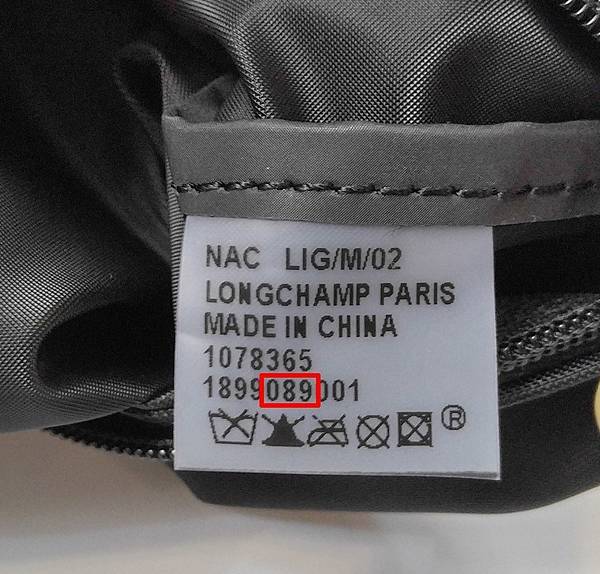 NAC LIG/M/02
LONGCHAMP PARIS
MADE IN CHINA
1078365
1899089001
®